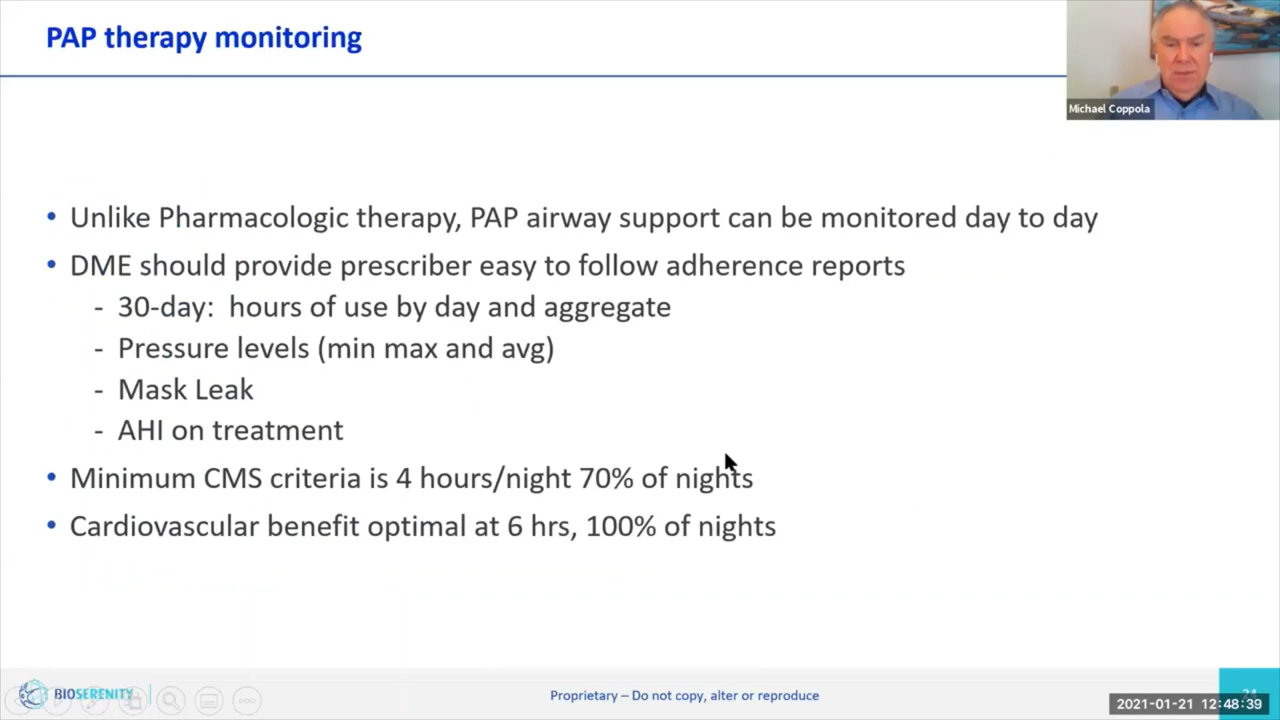 PAP therapy monitoring
Michael Coppola
• Unlike Pharmacologic therapy, PAP airway support can be monitored day to day
• DME should provide prescriber easy to follow adherence reports
- 30-day:  hours of use by day and aggregate
- Pressure levels (min max and avg)
- Mask Leak
- AHI on treatment
• Minimum CMS criteria is 4 hours/night 70% of nights
• Cardiovascular benefit optimal at 6 hrs, 100% of nights
BIOSERENITY
Proprietary – Do not copy, alter or reproduce
2021-01-21 12:48:39